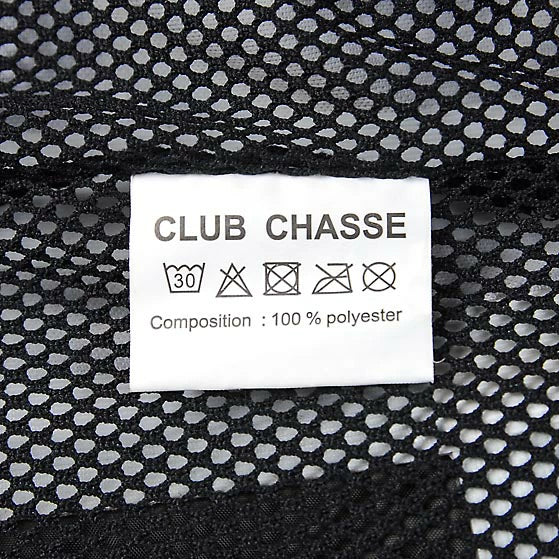 CLUB CHASSE
30
Composition : 100 % polyester